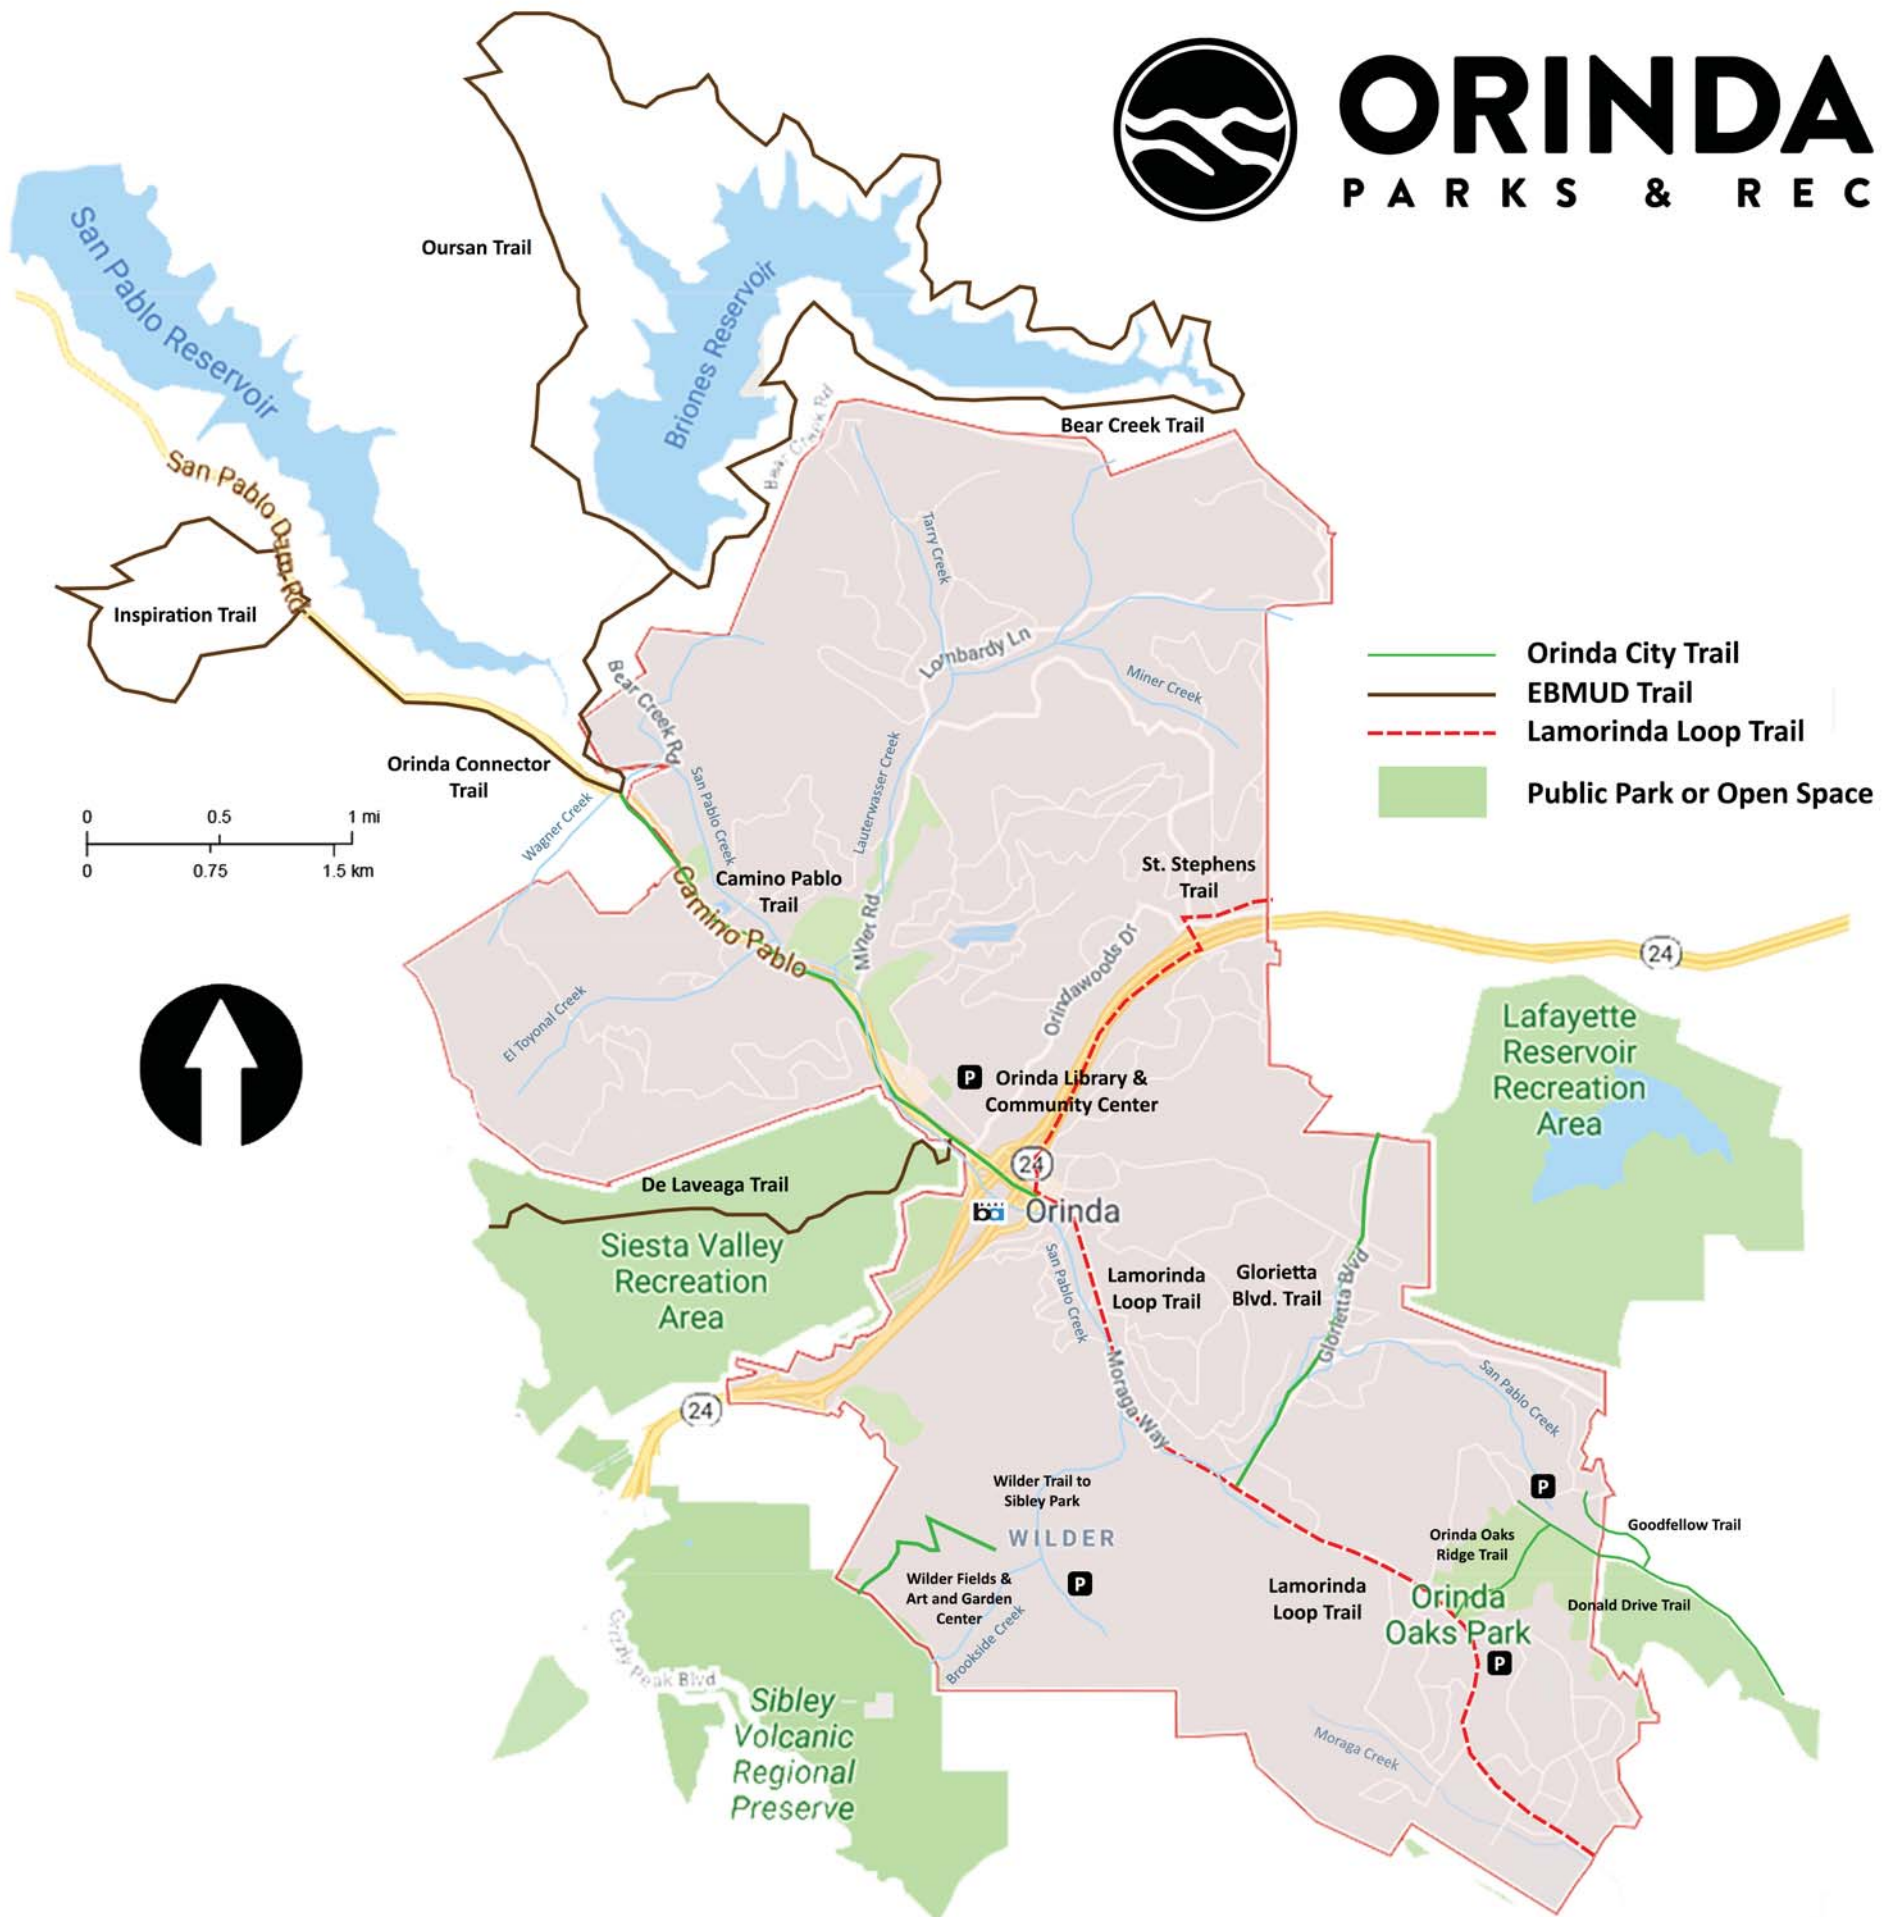 ORINDA
PARKS & REC
San Pablo Reservoir
Oursan Trail
Briones Reservoir
Bear Creek Rd
Bear Creek Trail
San Pablo Dam Rd
Tarry Creek
Inspiration Trail
Lombardy Ln
Miner Creek
Orinda City Trail
EBMUD Trail
Lamorinda Loop Trail
Public Park or Open Space
Bear Creek Rd
Orinda Connector
Trail
San Pablo Creek
Lauterwasser Creek
Wagner Creek
0 0.5 1 mi
0 0.75 1.5 km
Camino Pablo
Trail
Camino Pablo
St. Stephens
Trail
Orindawoods Dr
24
El Toyonal Creek
Lafayette
Reservoir
Recreation
Area
P
Orinda Library &
Community Center
24
De Laveaga Trail
ba
Orinda
Siesta Valley
Recreation
Area
San Pablo Creek
Lamorinda
Loop Trail
Glorietta
Blvd. Trail
Glorietta Blvd
Moraga Way
San Pablo Creek
24
Wilder Trail to
Sibley Park
P
WILDER
Orinda Oaks
Ridge Trail
Goodfellow Trail
Wilder Fields &
Art and Garden
Center
P
Lamorinda
Loop Trail
Orinda
Oaks Park
Donald Drive Trail
Brookside Creek
P
Grizzly Peak Blvd
Sibley
Volcanic
Regional
Preserve
Moraga Creek